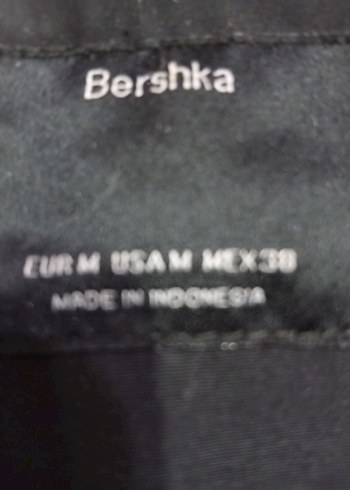 Bershka
EUR M USA M MEX 38
MADE IN INDONESIA